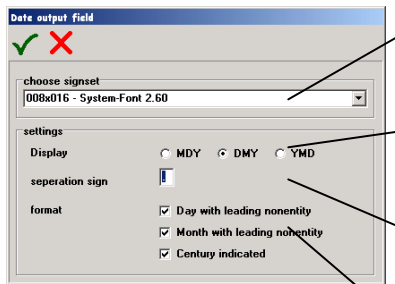 Date output field
choose signset
008x016 - System-Font 2.60
settings
Display MDY DMY YMD
seperation sign
format Day with leading nonentity
Month with leading nonentity
Century indicated